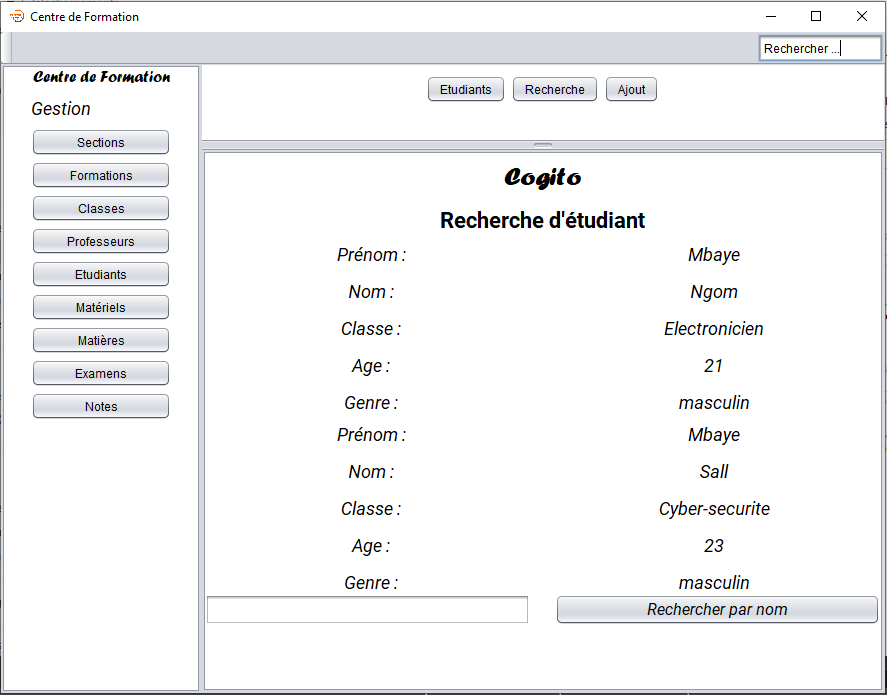 Centre de Formation
Rechercher ...
Centre de Formation
Gestion
Sections
Formations
Classes
Professeurs
Etudiants
Matériels
Matières
Examens
Notes
Etudiants Recherche Ajout
Cogito
Recherche d'étudiant
Prénom : Mbaye
Nom : Ngom
Classe : Electronicien
Age : 21
Genre : masculin
Prénom : Mbaye
Nom : Sall
Classe : Cyber-securite
Age : 23
Genre : masculin
Rechercher par nom